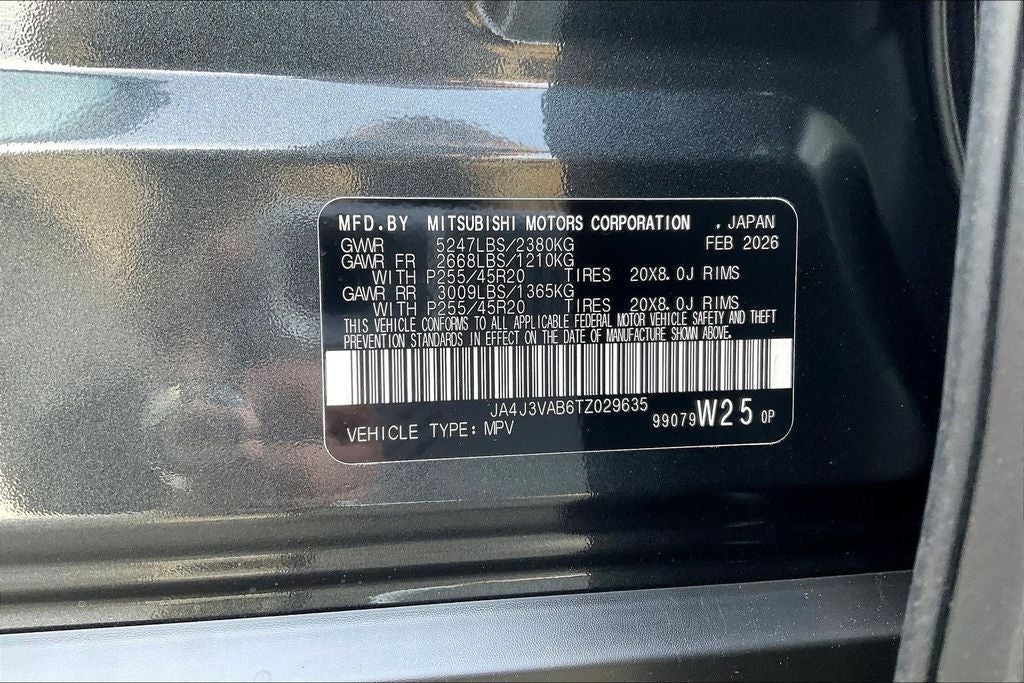 MFD.BY MITSUBISHI MOTORS CORPORATION , JAPAN
GVWR 5247LBS/2380KG FEB 2026
GAWR FR 2668LBS/1210KG
WITH P255/45R20 TIRES 20X8.0J RIMS
GAWR RR 3009LBS/1365KG
WITH P255/45R20 TIRES 20X8.0J RIMS
THIS VEHICLE CONFORMS TO ALL APPLICABLE FEDERAL MOTOR VEHICLE SAFETY AND THEFT
PREVENTION STANDARDS IN EFFECT ON THE DATE OF MANUFACTURE SHOWN ABOVE.
JA4J3VAB6TZ029635
VEHICLE TYPE: MPV 99079 W25 0P